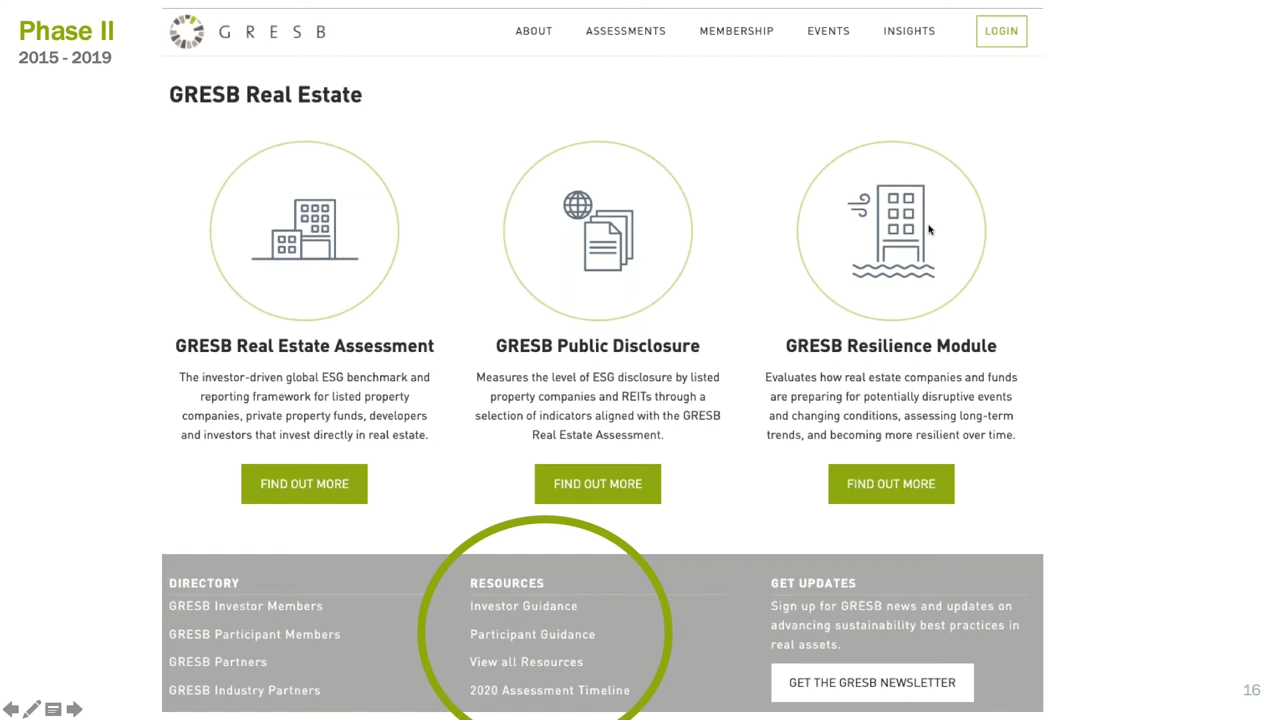 Phase II
2015 - 2019
GRESB
ABOUT
ASSESSMENTS
MEMBERSHIP
EVENTS
INSIGHTS
LOGIN
GRESB Real Estate
GRESB Real Estate Assessment
The investor-driven global ESG benchmark and
reporting framework for listed property
companies, private property funds, developers
and investors that invest directly in real estate.
FIND OUT MORE
GRESB Public Disclosure
Measures the level of ESG disclosure by listed
property companies and REITs through a
selection of indicators aligned with the GRESB
Real Estate Assessment.
FIND OUT MORE
GRESB Resilience Module
Evaluates how real estate companies and funds
are preparing for potentially disruptive events
and changing conditions, assessing long-term
trends, and becoming more resilient over time.
FIND OUT MORE
DIRECTORY
GRESB Investor Members
GRESB Participant Members
GRESB Partners
GRESB Industry Partners
RESOURCES
Investor Guidance
Participant Guidance
View all Resources
2020 Assessment Timeline
GET UPDATES
Sign up for GRESB news and updates on
advancing sustainability best practices in
real assets.
GET THE GRESB NEWSLETTER
16